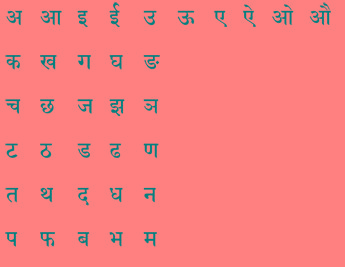 अ आ इ ई उ ऊ ए ऐ ओ औ
क ख ग घ ङ
च छ ज झ ञ
ट ठ ड ढ ण
त थ द ध न
प फ ब भ म